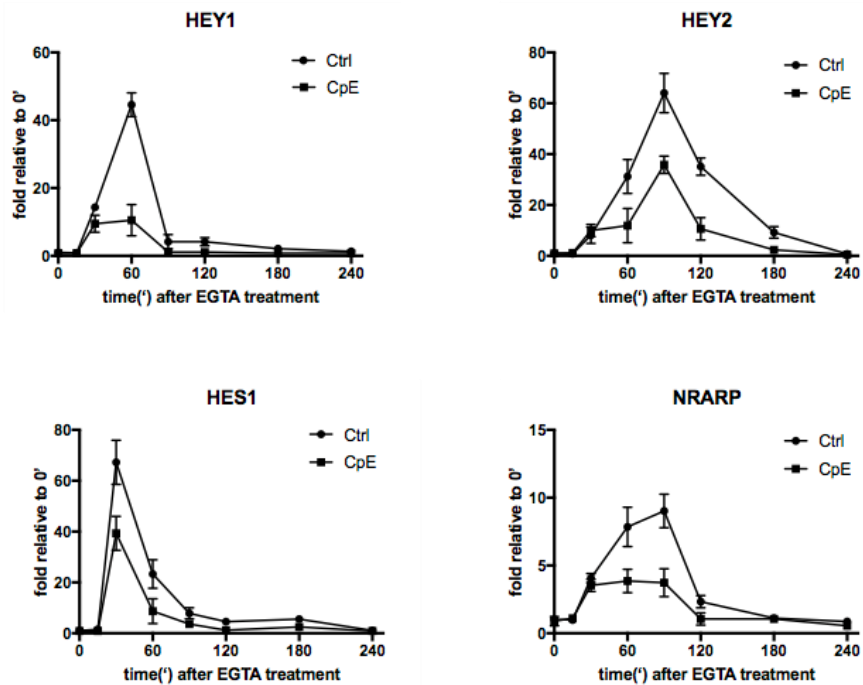 HEY1
60
40
20
0
fold relative to 0'
Ctrl
CpE
0 60 120 180 240
time(‘) after EGTA treatment
HEY2
80
60
40
20
0
fold relative to 0'
Ctrl
CpE
0 60 120 180 240
time(‘) after EGTA treatment
HES1
80
60
40
20
0
fold relative to 0’
Ctrl
CpE
0 60 120 180 240
time(‘) after EGTA treatment
NRARP
15
10
5
0
fold relative to 0’
Ctrl
CpE
0 60 120 180 240
time(‘) after EGTA treatment